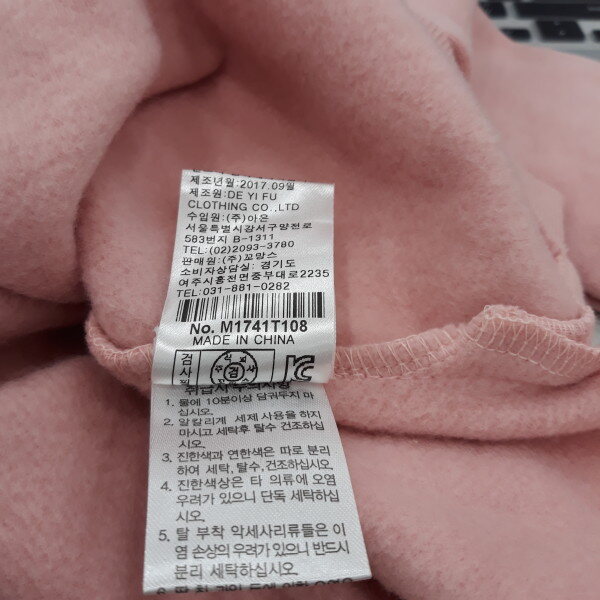 제조년월:2017.09월
제조원:DE YI FU
CLOTHING CO.,LTD
수입원:(주)아은
서울특별시강서구양천로
583번지 B-1311
TEL:(02)2093-3780
판매원:(주)꼬망스
소비자상담실:경기도
여주시흥천면중부대로2235
TEL:031-881-0282
No. M1741T108
MADE IN CHINA
검사
검사
취급시주의사항
1. 물에 10분이상 담궈두지 마
십시오.
2. 알칼리계 세제 사용을 하지
마시고 세탁후 탈수 건조하십
시오.
3. 진한색과 연한색은 따로 분리
하여 세탁, 탈수, 건조하십시오.
4. 진한색상은 타 의류에 오염
우려가 있으니 단독 세탁하십
시오.
5. 탈 부착 악세사리류들은 이
염 손상의 우려가 있으니 반드시
분리 세탁하십시오.